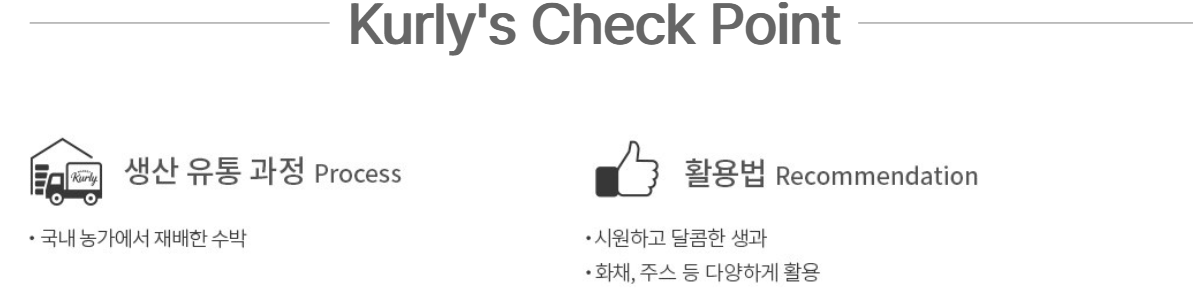 Kurly's Check Point
Kurly
생산 유통 과정 Process
• 국내 농가에서 재배한 수박
활용법 Recommendation
• 시원하고 달콤한 생과
• 화채, 주스 등 다양하게 활용